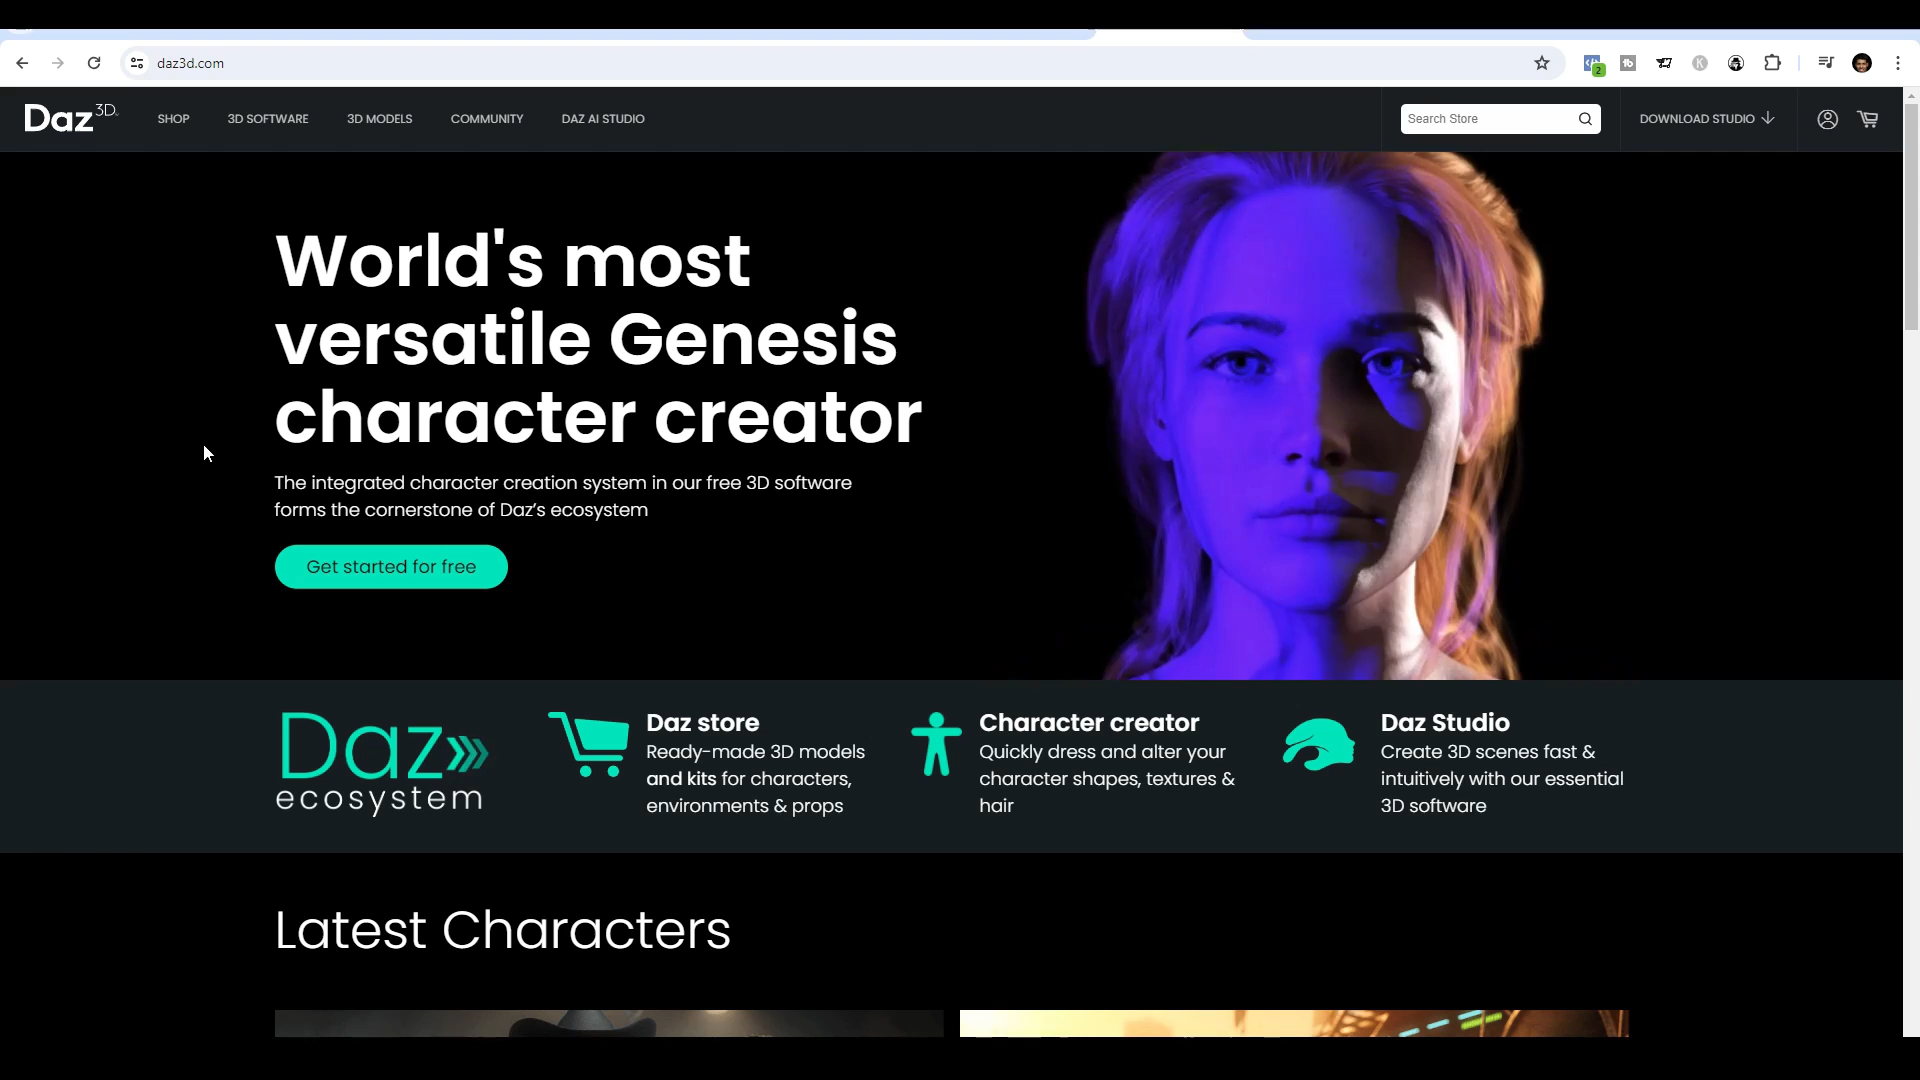 daz3d.com
2
K
Daz 3D
SHOP
3D SOFTWARE
3D MODELS
COMMUNITY
DAZ AI STUDIO
Search Store
DOWNLOAD STUDIO
World's most
versatile Genesis
character creator
The integrated character creation system in our free 3D software
forms the cornerstone of Daz’s ecosystem
Get started for free
Daz
ecosystem
Daz store
Ready-made 3D models
and kits for characters,
environments & props
Character creator
Quickly dress and alter your
character shapes, textures &
hair
Daz Studio
Create 3D scenes fast &
intuitively with our essential
3D software
Latest Characters